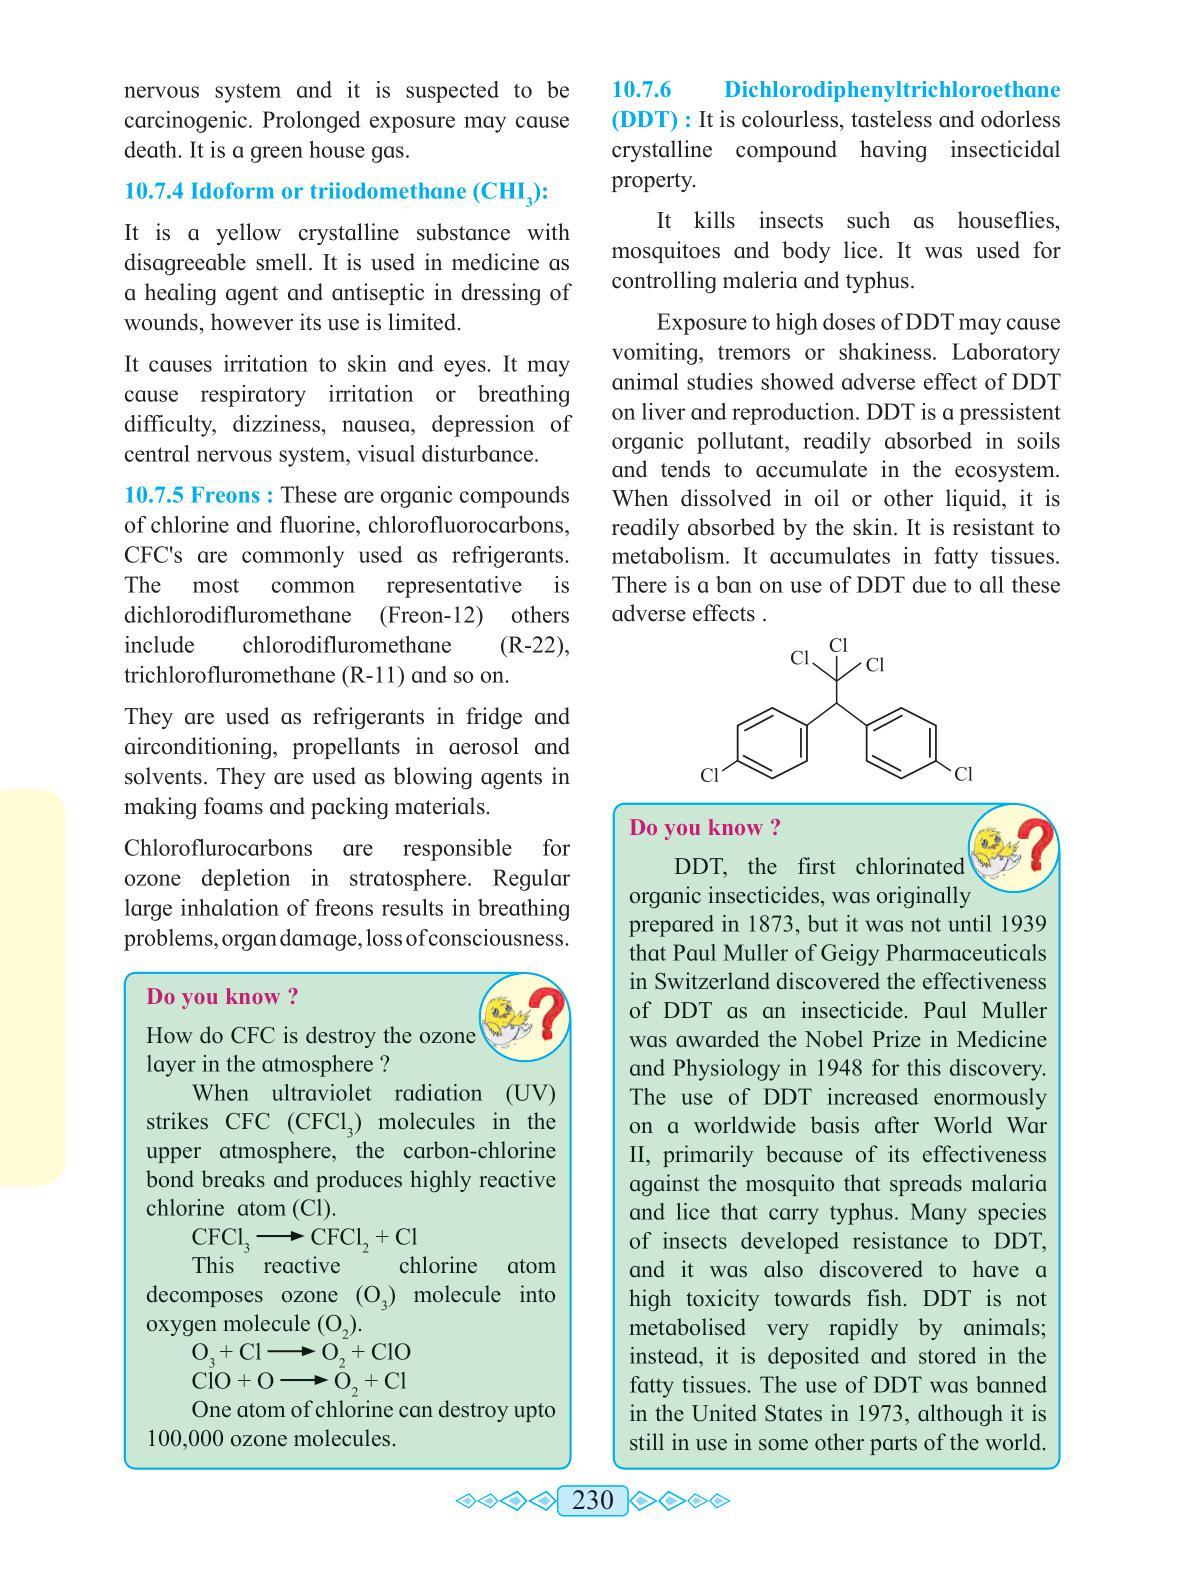 nervous system and it is suspected to be
carcinogenic. Prolonged exposure may cause
death. It is a green house gas.
10.7.4 Idoform or triiodomethane (CHI₃):
It is a yellow crystalline substance with
disagreeable smell. It is used in medicine as
a healing agent and antiseptic in dressing of
wounds, however its use is limited.
It causes irritation to skin and eyes. It may
cause respiratory irritation or breathing
difficulty, dizziness, nausea, depression of
central nervous system, visual disturbance.
10.7.5 Freons : These are organic compounds
of chlorine and fluorine, chlorofluorocarbons,
CFC's are commonly used as refrigerants.
The most common representative is
dichlorodiflurometh­ane (Freon-12) others
include chlorodifluromethane (R-22),
trichlorofluromethane (R-11) and so on.
They are used as refrigerants in fridge and
airconditioning, propellants in aerosol and
solvents. They are used as blowing agents in
making foams and packing materials.
Chloroflurocarbons are responsible for
ozone depletion in stratosphere. Regular
large inhalation of freons results in breathing
problems, organ damage, loss of consciousness.
Do you know ?
How do CFC is destroy the ozone
layer in the atmosphere ?
When ultraviolet radiation (UV)
strikes CFC (CFCl₃) molecules in the
upper atmosphere, the carbon-chlorine
bond breaks and produces highly reactive
chlorine atom (Cl).
CFCl₃ ⟶ CFCl₂ + Cl
This reactive chlorine atom
decomposes ozone (O₃) molecule into
oxygen molecule (O₂).
O₃ + Cl ⟶ O₂ + ClO
ClO + O ⟶ O₂ + Cl
One atom of chlorine can destroy upto
100,000 ozone molecules.
10.7.6 Dichlorodiphenyltrichloroethane
(DDT) : It is colourless, tasteless and odorless
crystalline compound having insecticidal
property.
It kills insects such as houseflies,
mosquitoes and body lice. It was used for
controlling maleria and typhus.
Exposure to high doses of DDT may cause
vomiting, tremors or shakiness. Laboratory
animal studies showed adverse effect of DDT
on liver and reproduction. DDT is a pressistent
organic pollutant, readily absorbed in soils
and tends to accumulate in the ecosystem.
When dissolved in oil or other liquid, it is
readily absorbed by the skin. It is resistant to
metabolism. It accumulates in fatty tissues.
There is a ban on use of DDT due to all these
adverse effects .
Cl
Cl
Cl
Cl
Cl
Do you know ?
DDT, the first chlorinated
organic insecticides, was originally
prepared in 1873, but it was not until 1939
that Paul Muller of Geigy Pharmaceuticals
in Switzerland discovered the effectiveness
of DDT as an insecticide. Paul Muller
was awarded the Nobel Prize in Medicine
and Physiology in 1948 for this discovery.
The use of DDT increased enormously
on a worldwide basis after World War
II, primarily because of its effectiveness
against the mosquito that spreads malaria
and lice that carry typhus. Many species
of insects developed resistance to DDT,
and it was also discovered to have a
high toxicity towards fish. DDT is not
metabolised very rapidly by animals;
instead, it is deposited and stored in the
fatty tissues. The use of DDT was banned
in the United States in 1973, although it is
still in use in some other parts of the world.
230